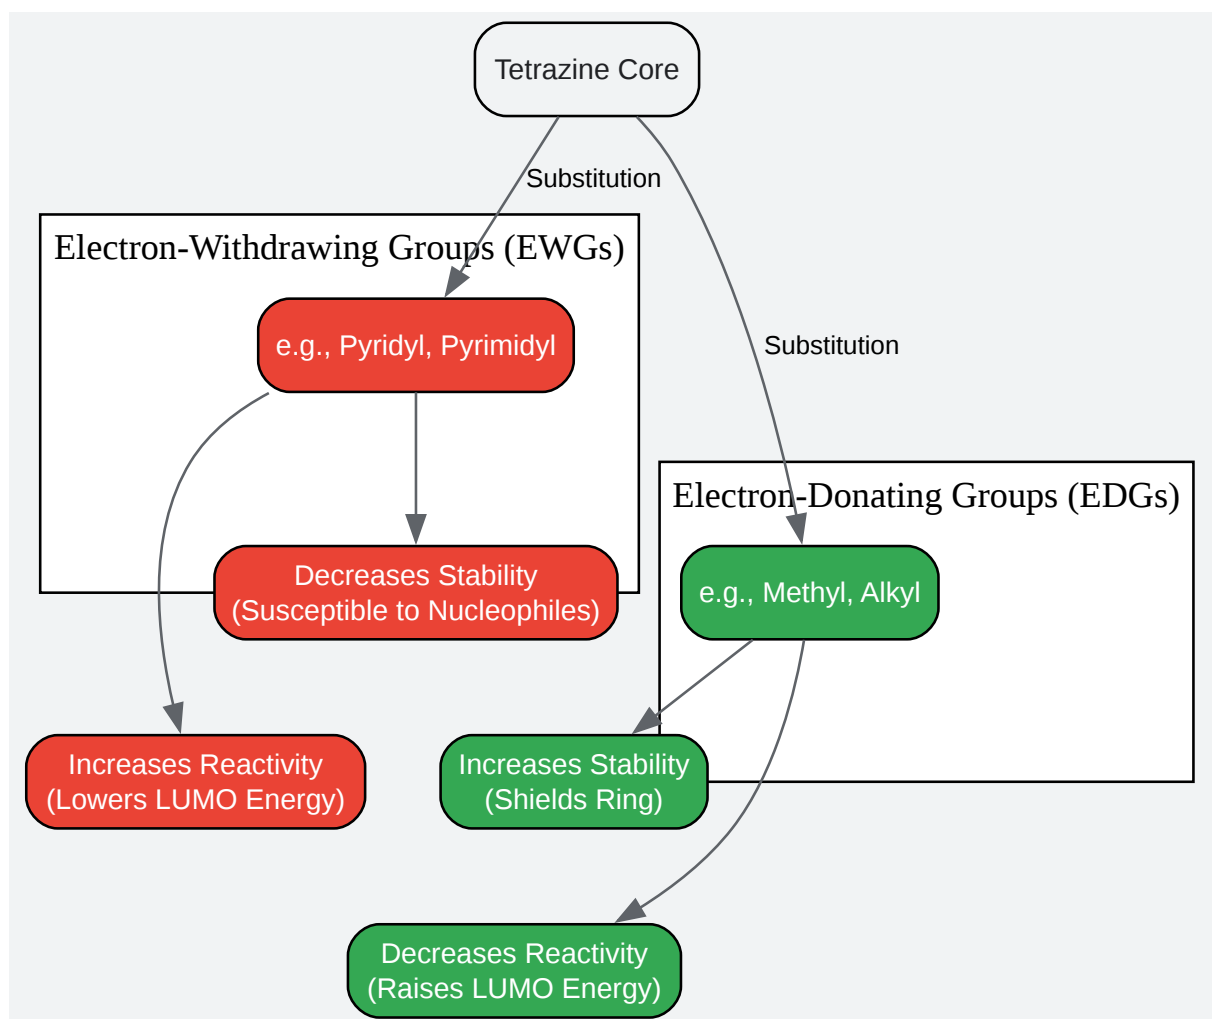 Tetrazine Core
Substitution
Electron-Withdrawing Groups (EWGs)
e.g., Pyridyl, Pyrimidyl
Substitution
Electron-Donating Groups (EDGs)
Decreases Stability
(Susceptible to Nucleophiles)
e.g., Methyl, Alkyl
Increases Reactivity
(Lowers LUMO Energy)
Increases Stability
(Shields Ring)
Decreases Reactivity
(Raises LUMO Energy)